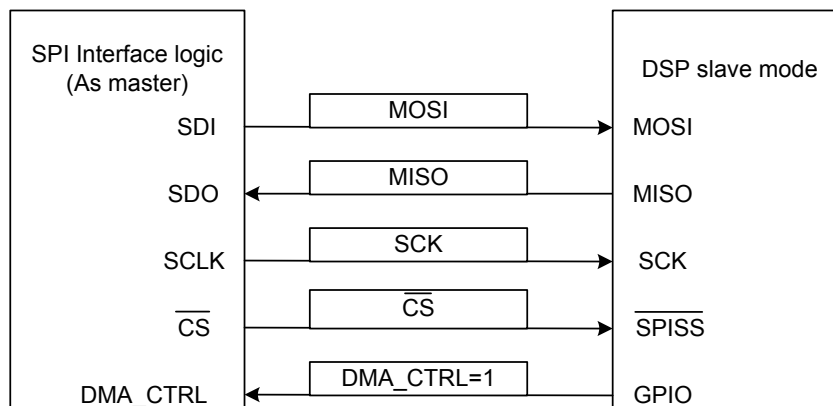 SPI Interface logic
(As master)
DSP slave mode
SDI MOSI MOSI
SDO MISO MISO
SCLK SCK SCK
CS CS SPISS
DMA_CTRL DMA_CTRL=1 GPIO